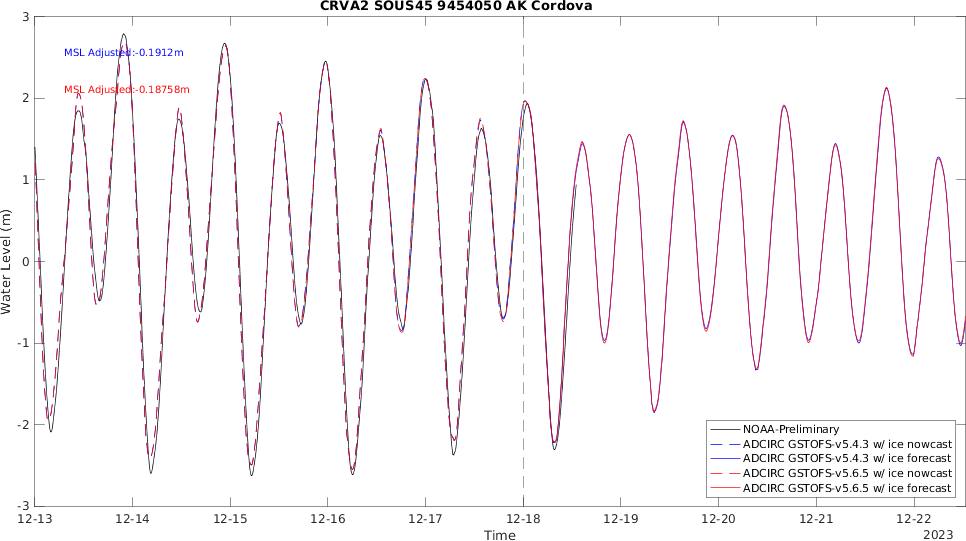 CRVA2 SOUS45 9454050 AK Cordova
3
2
1
0
-1
-2
-3
Water Level (m)
MSL Adjusted:-0.1912m
MSL Adjusted:-0.18758m
NOAA-Preliminary
ADCIRC GSTOFS-v5.4.3 w/ ice nowcast
ADCIRC GSTOFS-v5.4.3 w/ ice forecast
ADCIRC GSTOFS-v5.6.5 w/ ice nowcast
ADCIRC GSTOFS-v5.6.5 w/ ice forecast
12-13 12-14 12-15 12-16 12-17 12-18 12-19 12-20 12-21 12-22
Time
2023